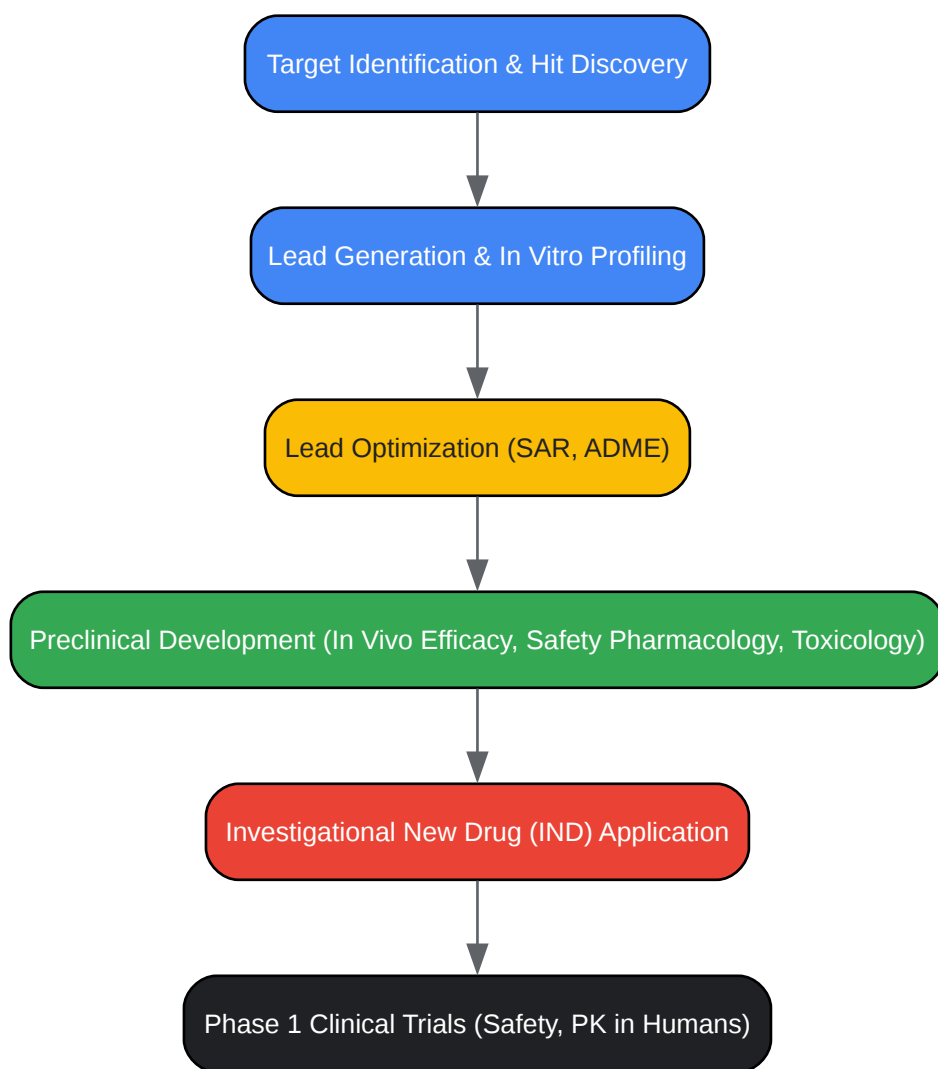 Target Identification & Hit Discovery
Lead Generation & In Vitro Profiling
Lead Optimization (SAR, ADME)
Preclinical Development (In Vivo Efficacy, Safety Pharmacology, Toxicology)
Investigational New Drug (IND) Application
Phase 1 Clinical Trials (Safety, PK in Humans)